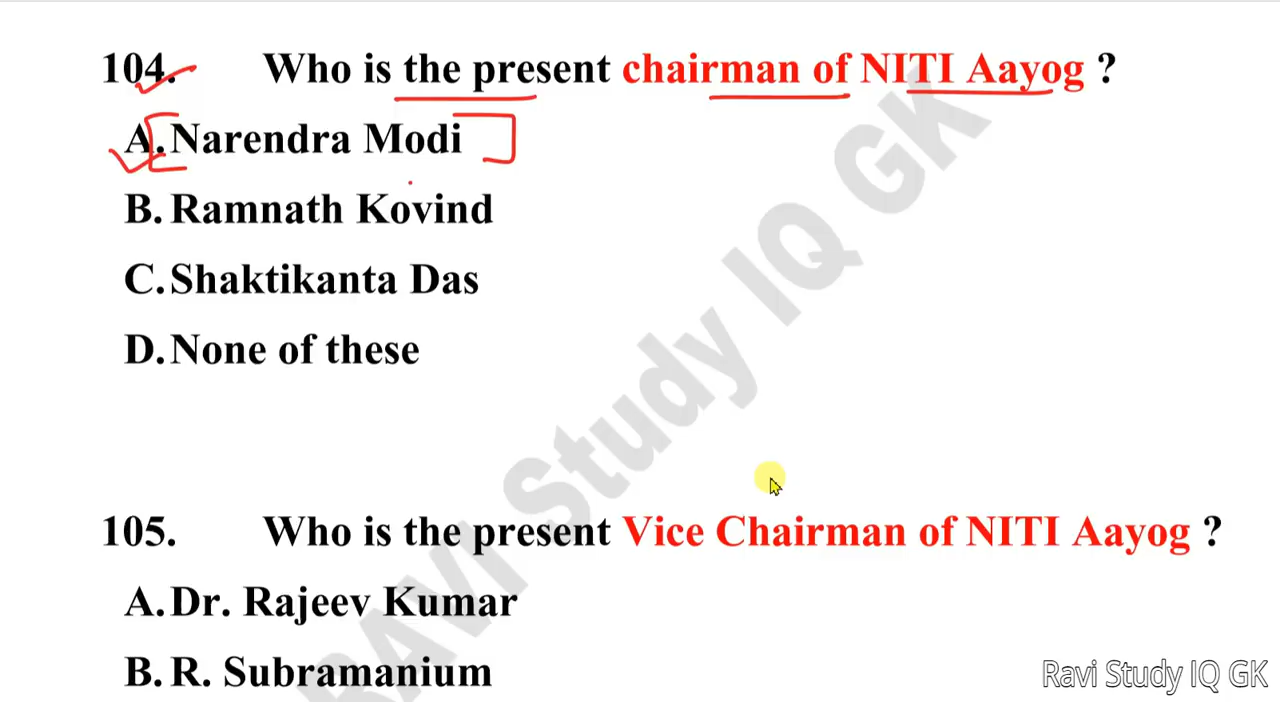 104. Who is the present chairman of NITI Aayog ?
A. Narendra Modi
B. Ramnath Kovind
C. Shaktikanta Das
D. None of these
105. Who is the present Vice Chairman of NITI Aayog ?
A. Dr. Rajeev Kumar
B. R. Subramanium
RAVI Study IQ GK
Ravi Study IQ GK